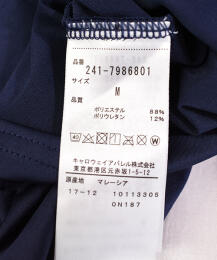 品番
241-7986801
サイズ
M
品質
ポリエステル 88%
ポリウレタン 12%
40
キャロウェイアパレル株式会社
東京都港区元赤坂1-5-12
原産地 マレーシア
17-12 10113305
0N187